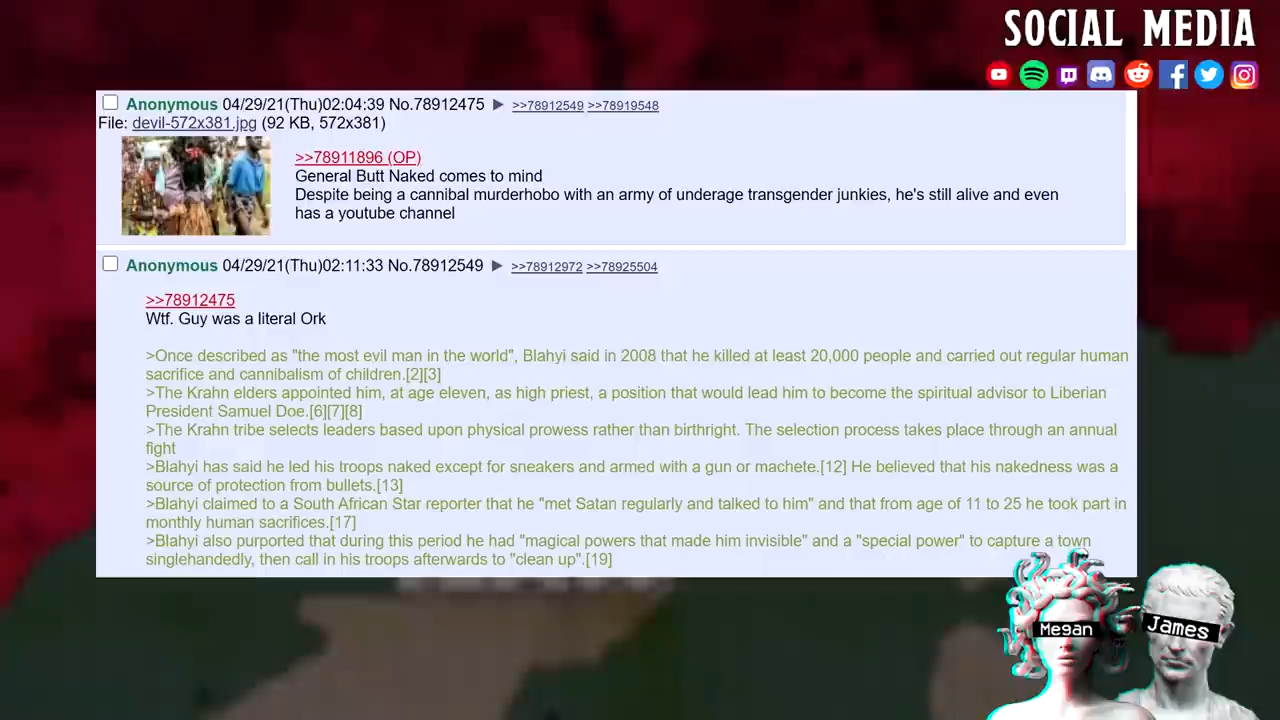 SOCIAL MEDIA
Anonymous 04/29/21(Thu)02:04:39 No.78912475 ▶ >>78912549 >>78919548
File: devil-572x381.jpg (92 KB, 572x381)
>>78911896 (OP)
General Butt Naked comes to mind
Despite being a cannibal murderhobo with an army of underage transgender junkies, he's still alive and even
has a youtube channel
Anonymous 04/29/21(Thu)02:11:33 No.78912549 ▶ >>78912972 >>78925504
>>78912475
Wtf. Guy was a literal Ork
>Once described as "the most evil man in the world", Blahyi said in 2008 that he killed at least 20,000 people and carried out regular human
sacrifice and cannibalism of children.[2][3]
>The Krahn elders appointed him, at age eleven, as high priest, a position that would lead him to become the spiritual advisor to Liberian
President Samuel Doe.[6][7][8]
>The Krahn tribe selects leaders based upon physical prowess rather than birthright. The selection process takes place through an annual
fight
>Blahyi has said he led his troops naked except for sneakers and armed with a gun or machete.[12] He believed that his nakedness was a
source of protection from bullets.[13]
>Blahyi claimed to a South African Star reporter that he "met Satan regularly and talked to him" and that from age of 11 to 25 he took part in
monthly human sacrifices.[17]
>Blahyi also purported that during this period he had "magical powers that made him invisible" and a "special power" to capture a town
singlehandedly, then call in his troops afterwards to "clean up".[19]
Megan
James